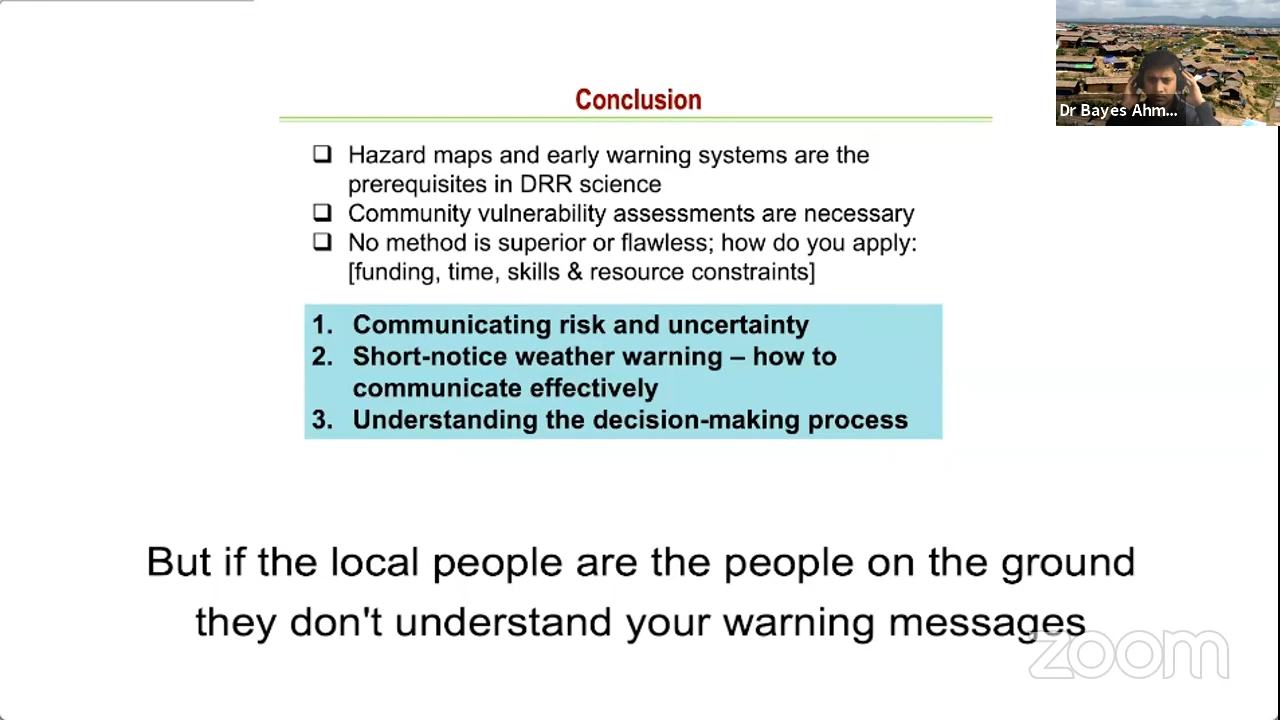 Dr Bayes Ahm...
Conclusion
❑ Hazard maps and early warning systems are the
prerequisites in DRR science
❑ Community vulnerability assessments are necessary
❑ No method is superior or flawless; how do you apply:
[funding, time, skills & resource constraints]
1. Communicating risk and uncertainty
2. Short-notice weather warning – how to
communicate effectively
3. Understanding the decision-making process
But if the local people are the people on the ground
they don't understand your warning messages
zoom